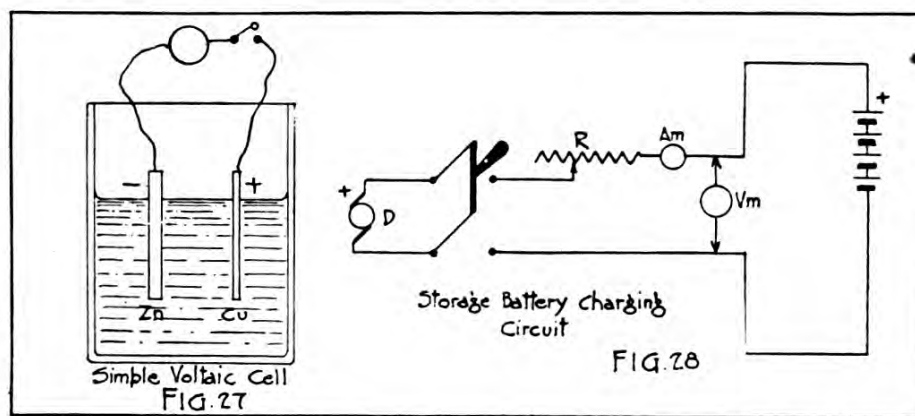 - +
Zn Cu
Simple Voltaic Cell
FIG. 27
+ D
R Am
Vm
+
Storage Battery Charging
Circuit
FIG. 28